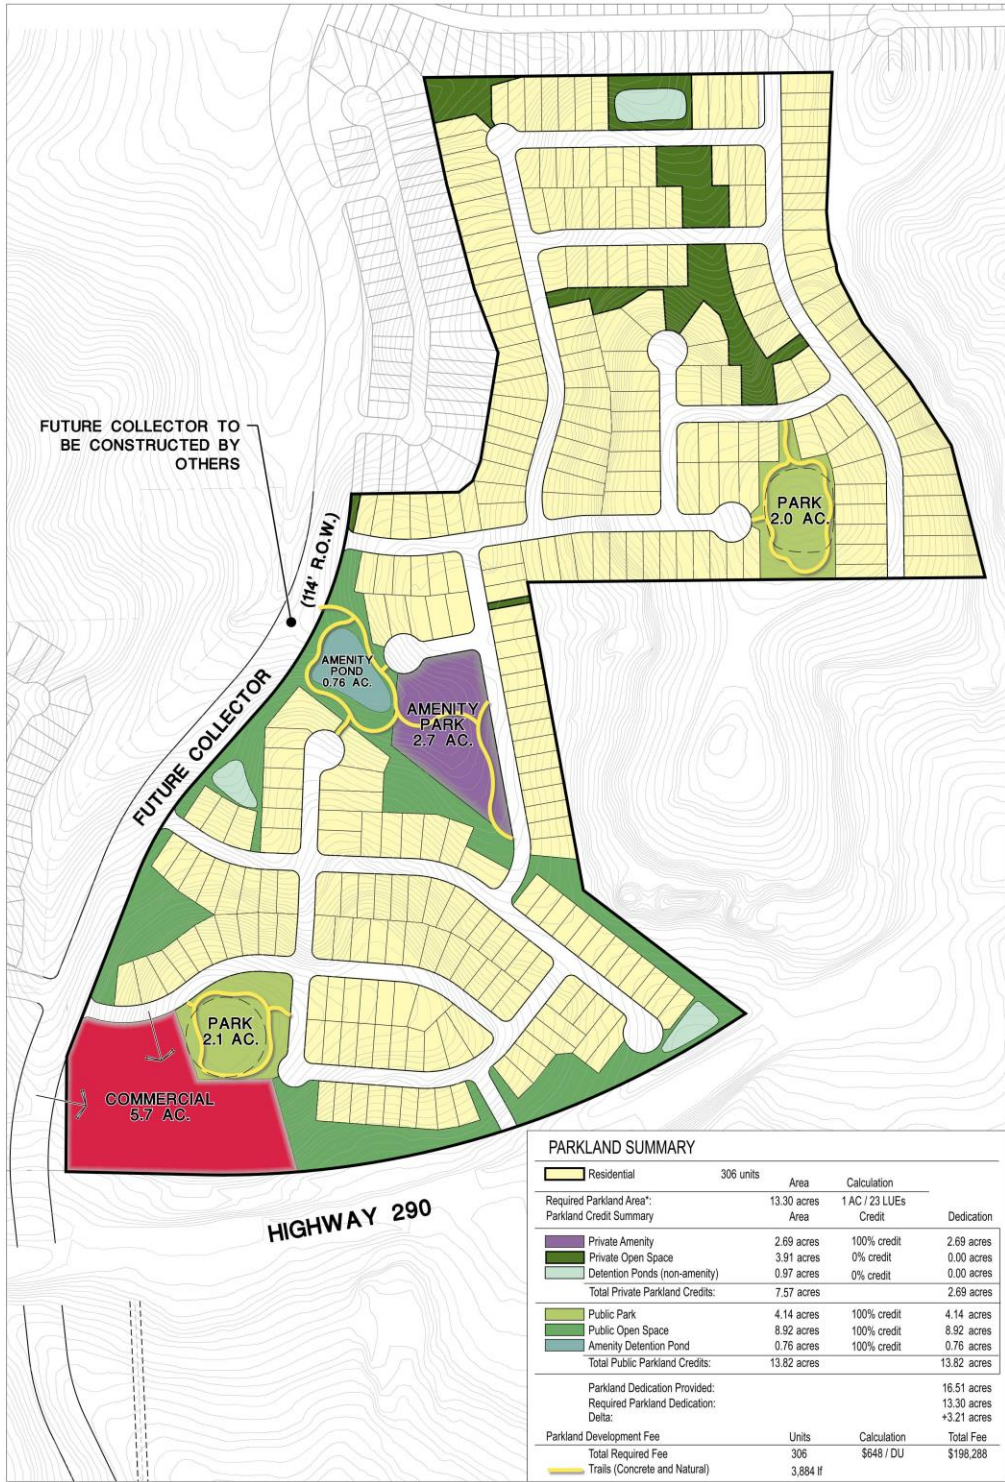 FUTURE COLLECTOR TO
BE CONSTRUCTED BY
OTHERS
(114' R.O.W.)
FUTURE COLLECTOR
PARK
2.0 AC.
AMENITY
POND
0.76 AC.
AMENITY
PARK
2.7 AC.
PARK
2.1 AC.
COMMERCIAL
5.7 AC.
HIGHWAY 290
PARKLAND SUMMARY
Residential 306 units
Area Calculation
Required Parkland Area*: 13.30 acres 1 AC / 23 LUEs
Parkland Credit Summary Area Credit Dedication
Private Amenity 2.69 acres 100% credit 2.69 acres
Private Open Space 3.91 acres 0% credit 0.00 acres
Detention Ponds (non-amenity) 0.97 acres 0% credit 0.00 acres
Total Private Parkland Credits: 7.57 acres 2.69 acres
Public Park 4.14 acres 100% credit 4.14 acres
Public Open Space 8.92 acres 100% credit 8.92 acres
Amenity Detention Pond 0.76 acres 100% credit 0.76 acres
Total Public Parkland Credits: 13.82 acres 13.82 acres
Parkland Dedication Provided: 16.51 acres
Required Parkland Dedication: 13.30 acres
Delta: +3.21 acres
Parkland Development Fee Units Calculation Total Fee
Total Required Fee 306 $648 / DU $198,288
Trails (Concrete and Natural) 3,884 lf